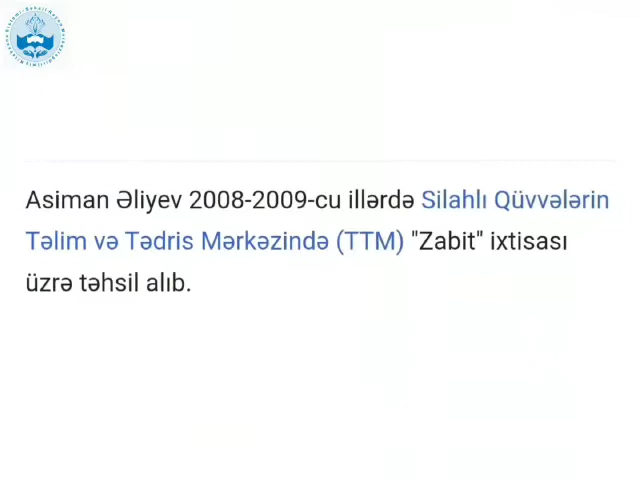 Asiman Əliyev 2008-2009-cu illərdə Silahlı Qüvvələrin
Təlim və Tədris Mərkəzində (TTM) "Zabit" ixtisası
üzrə təhsil alıb.